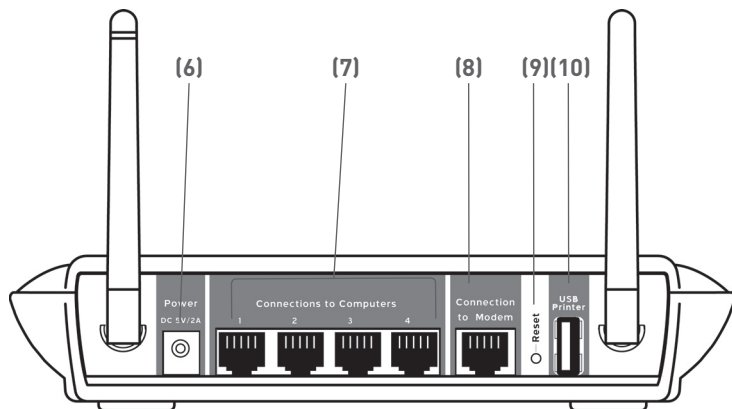 (6) (7) (8) (9)(10)
Power
DC 5V/2A
Connections to Computers
1 2 3 4
Connection
to Modem
Reset
USB
Printer